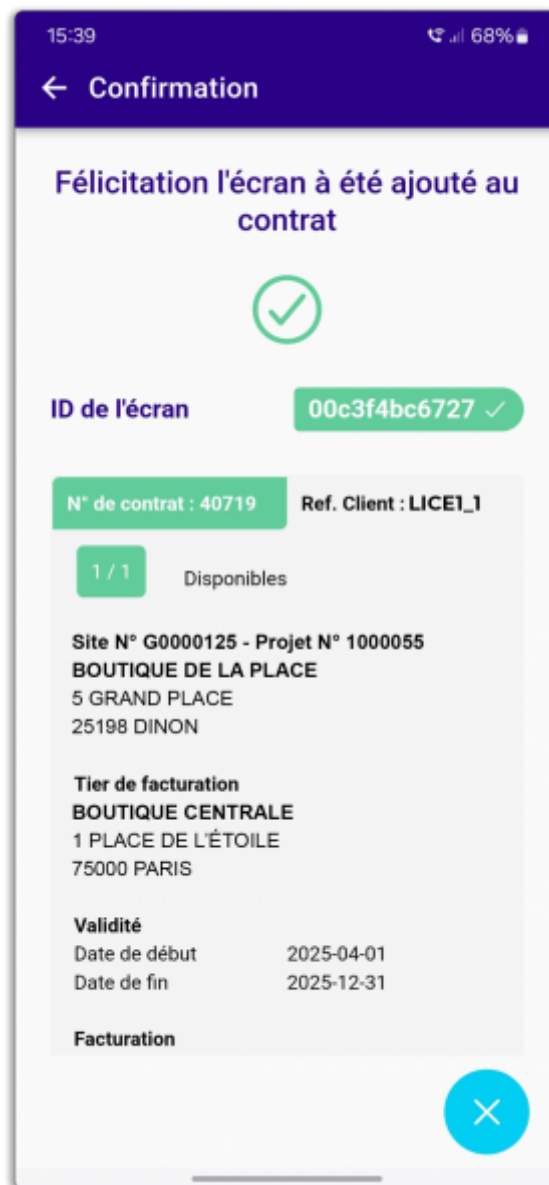 15:39 68%
Confirmation
Félicitation l'écran à été ajouté au
contrat
ID de l'écran 00c3f4bc6727
N° de contrat : 40719 Ref. Client : LICE1_1
1 / 1 Disponibles
Site N° G0000125 - Projet N° 1000055
BOUTIQUE DE LA PLACE
5 GRAND PLACE
25198 DINON
Tier de facturation
BOUTIQUE CENTRALE
1 PLACE DE L'ÉTOILE
75000 PARIS
Validité
Date de début 2025-04-01
Date de fin 2025-12-31
Facturation